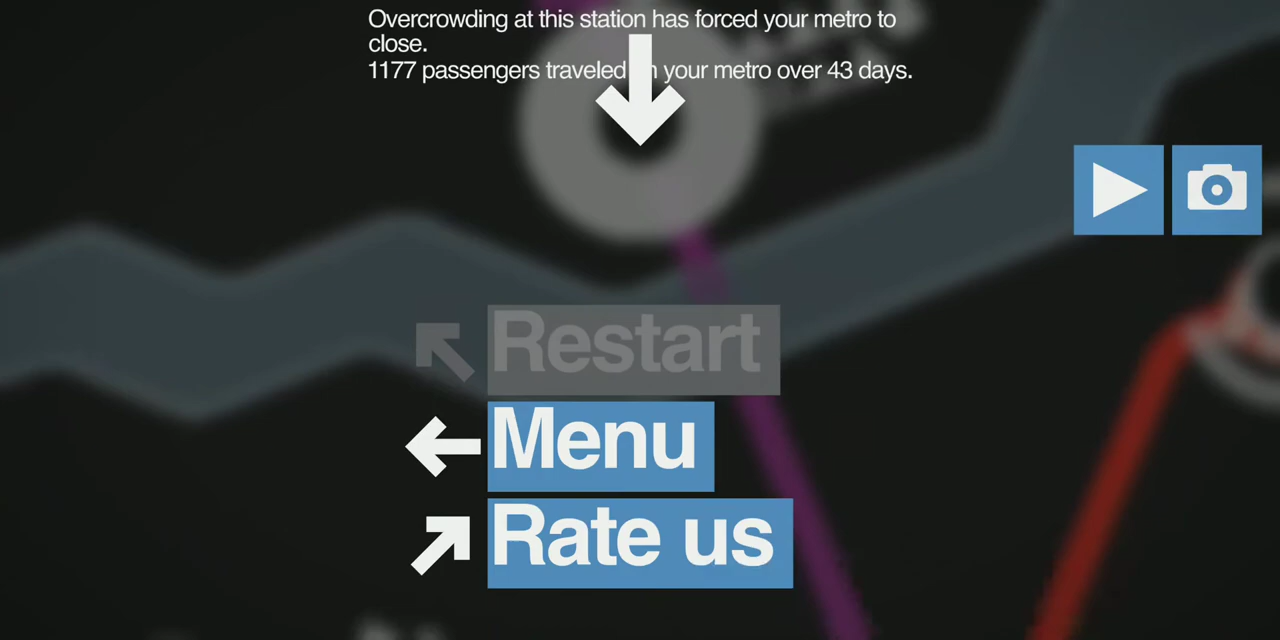 Overcrowding at this station has forced your metro to
close.
1177 passengers traveled your metro over 43 days.
Restart
Menu
Rate us